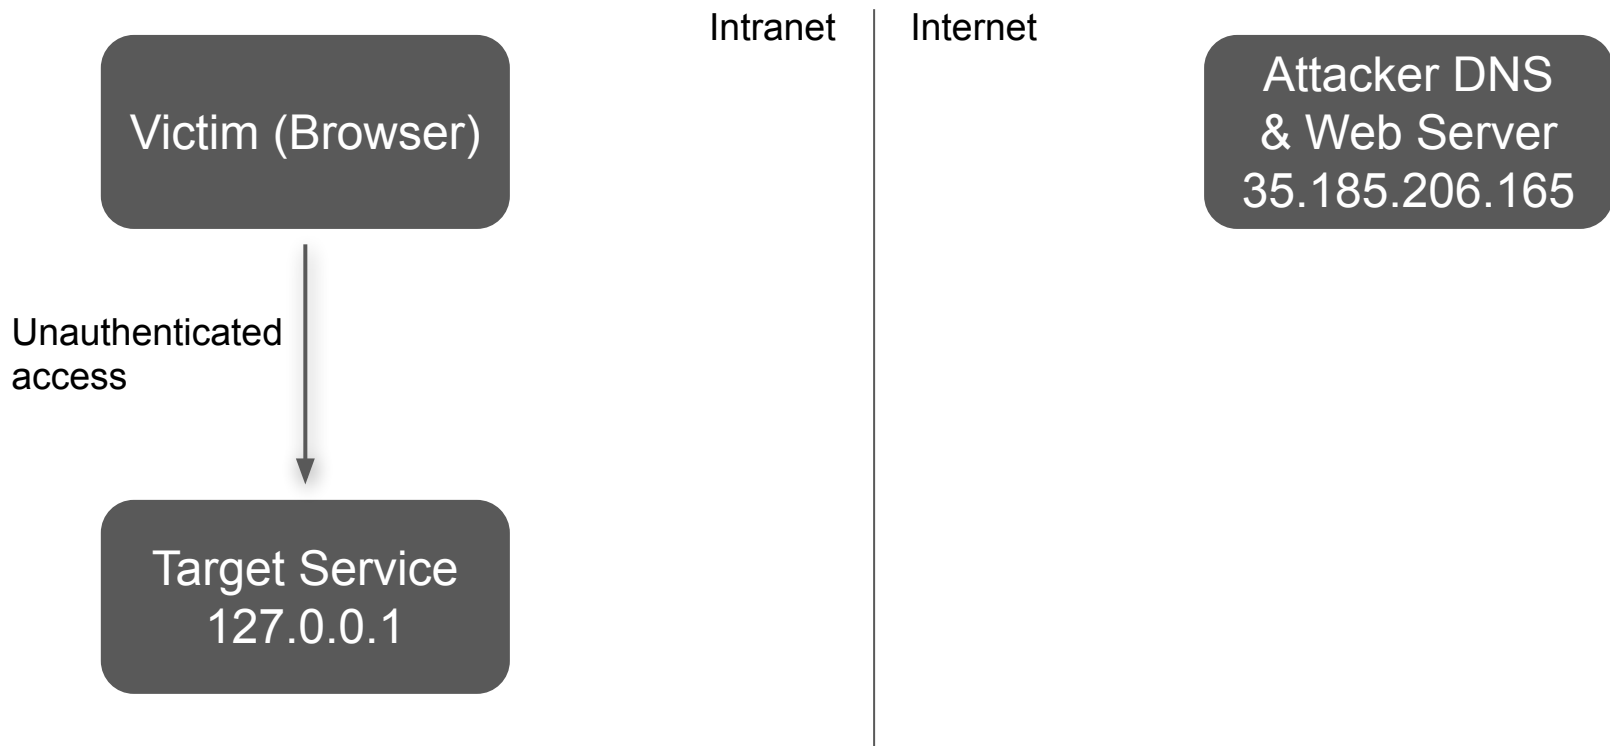 Intranet
Internet
Victim (Browser)
Attacker DNS
& Web Server
35.185.206.165
Unauthenticated
access
Target Service
127.0.0.1